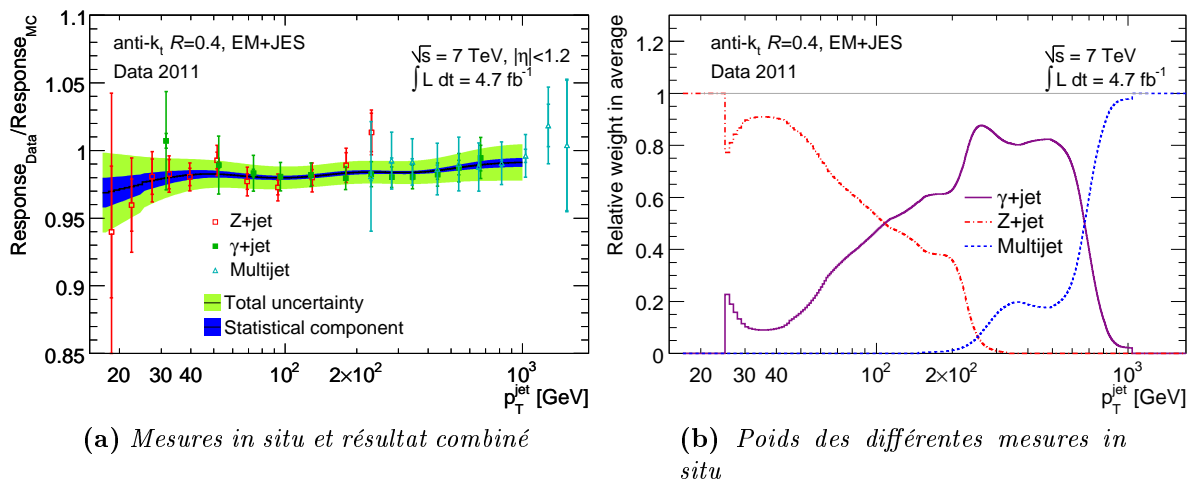 1.1
1.05
1
0.95
0.9
0.85
Response_Data/Response_MC
anti-k_t R=0.4, EM+JES
Data 2011
√s = 7 TeV, |η|<1.2
∫L dt = 4.7 fb⁻¹
Z+jet
γ+jet
Multijet
Total uncertainty
Statistical component
20 30 40 10² 2×10² 10³
p_T^jet [GeV]
(a) Mesures in situ et résultat combiné
1.2
1
0.8
0.6
0.4
0.2
0
Relative weight in average
anti-k_t R=0.4, EM+JES
Data 2011
√s = 7 TeV
∫L dt = 4.7 fb⁻¹
γ+jet
Z+jet
Multijet
20 30 40 10² 2×10² 10³
p_T^jet [GeV]
(b) Poids des différentes mesures in
situ